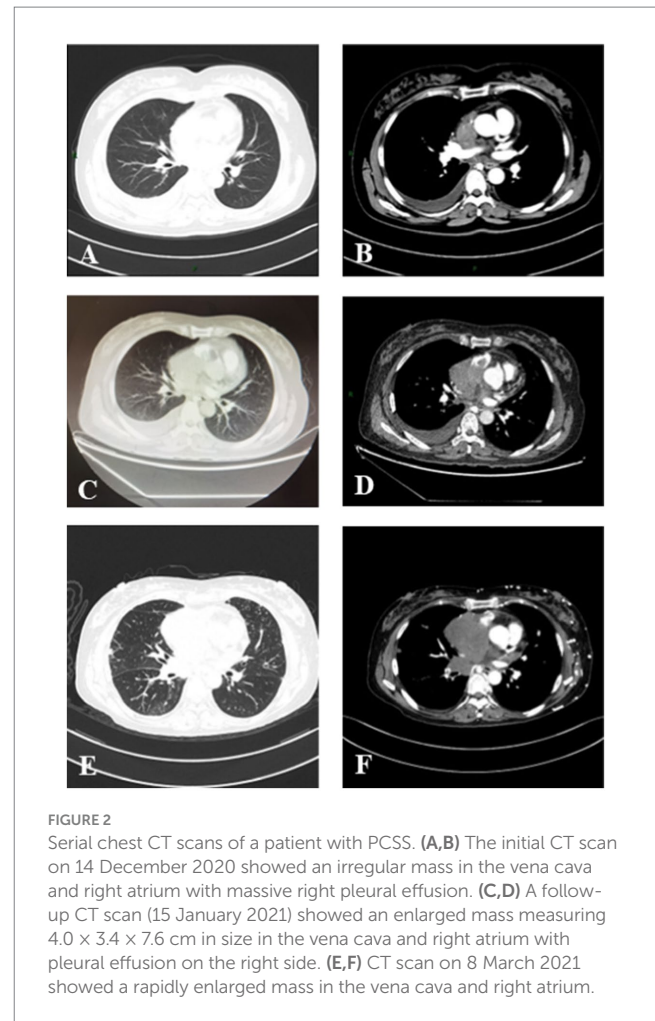 A
B
C
D
E
F
FIGURE 2
Serial chest CT scans of a patient with PCSS. (A,B) The initial CT scan
on 14 December 2020 showed an irregular mass in the vena cava
and right atrium with massive right pleural effusion. (C,D) A follow-
up CT scan (15 January 2021) showed an enlarged mass measuring
4.0 × 3.4 × 7.6 cm in size in the vena cava and right atrium with
pleural effusion on the right side. (E,F) CT scan on 8 March 2021
showed a rapidly enlarged mass in the vena cava and right atrium.